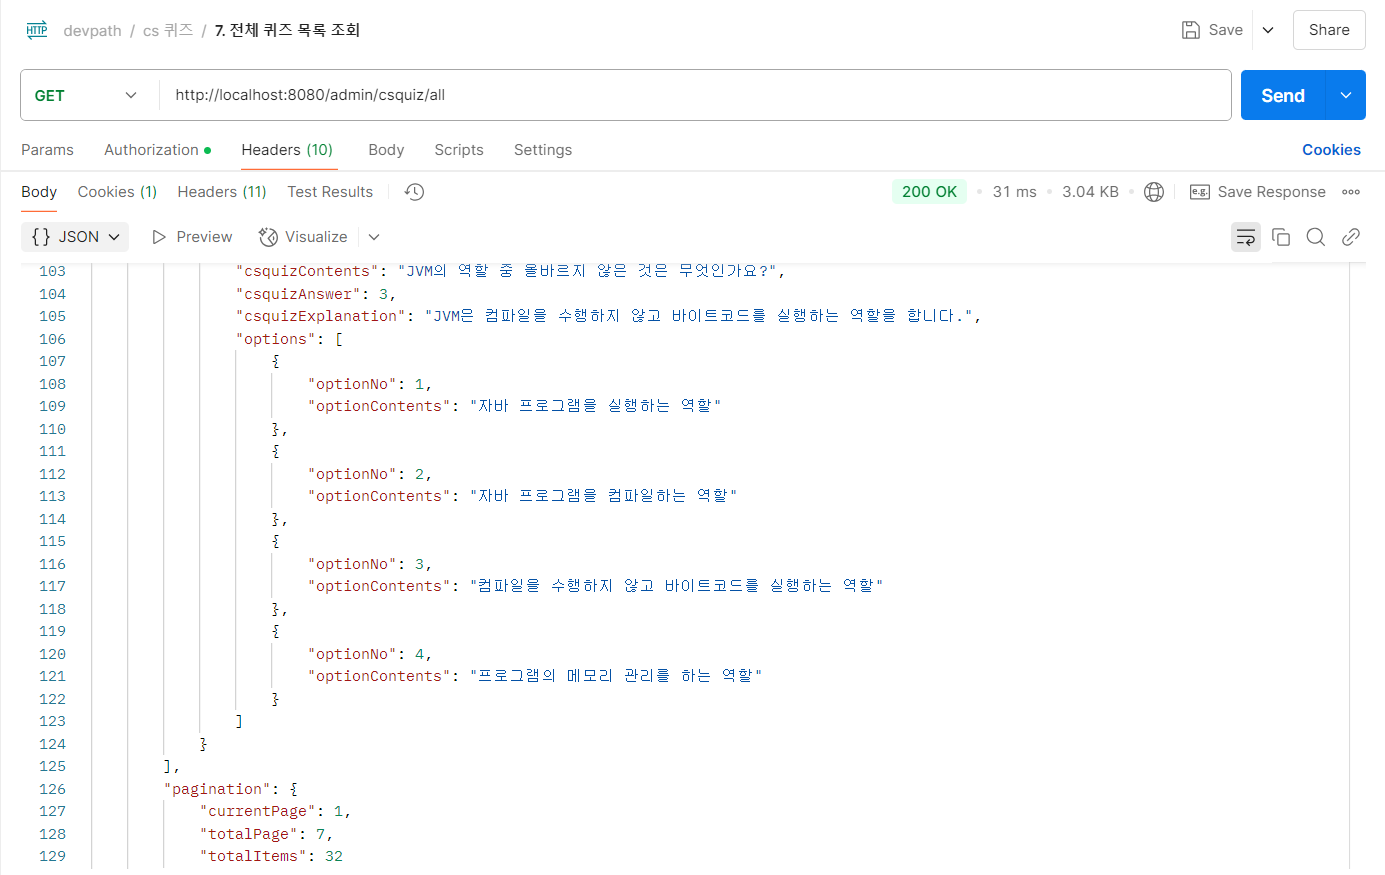 HTTP devpath / cs 퀴즈 / 7. 전체 퀴즈 목록 조회 Save Share
GET http://localhost:8080/admin/csquiz/all Send
Params Authorization Headers (10) Body Scripts Settings Cookies
Body Cookies (1) Headers (11) Test Results 200 OK 31 ms 3.04 KB e.g. Save Response
{} JSON Preview Visualize
103 "csquizContents": "JVM의 역할 중 올바르지 않은 것은 무엇인가요?",
104 "csquizAnswer": 3,
105 "csquizExplanation": "JVM은 컴파일을 수행하지 않고 바이트코드를 실행하는 역할을 합니다.",
106 "options": [
107 {
108 "optionNo": 1,
109 "optionContents": "자바 프로그램을 실행하는 역할"
110 },
111 {
112 "optionNo": 2,
113 "optionContents": "자바 프로그램을 컴파일하는 역할"
114 },
115 {
116 "optionNo": 3,
117 "optionContents": "컴파일을 수행하지 않고 바이트코드를 실행하는 역할"
118 },
119 {
120 "optionNo": 4,
121 "optionContents": "프로그램의 메모리 관리를 하는 역할"
122 }
123 ]
124 }
125 ],
126 "pagination": {
127 "currentPage": 1,
128 "totalPage": 7,
129 "totalItems": 32